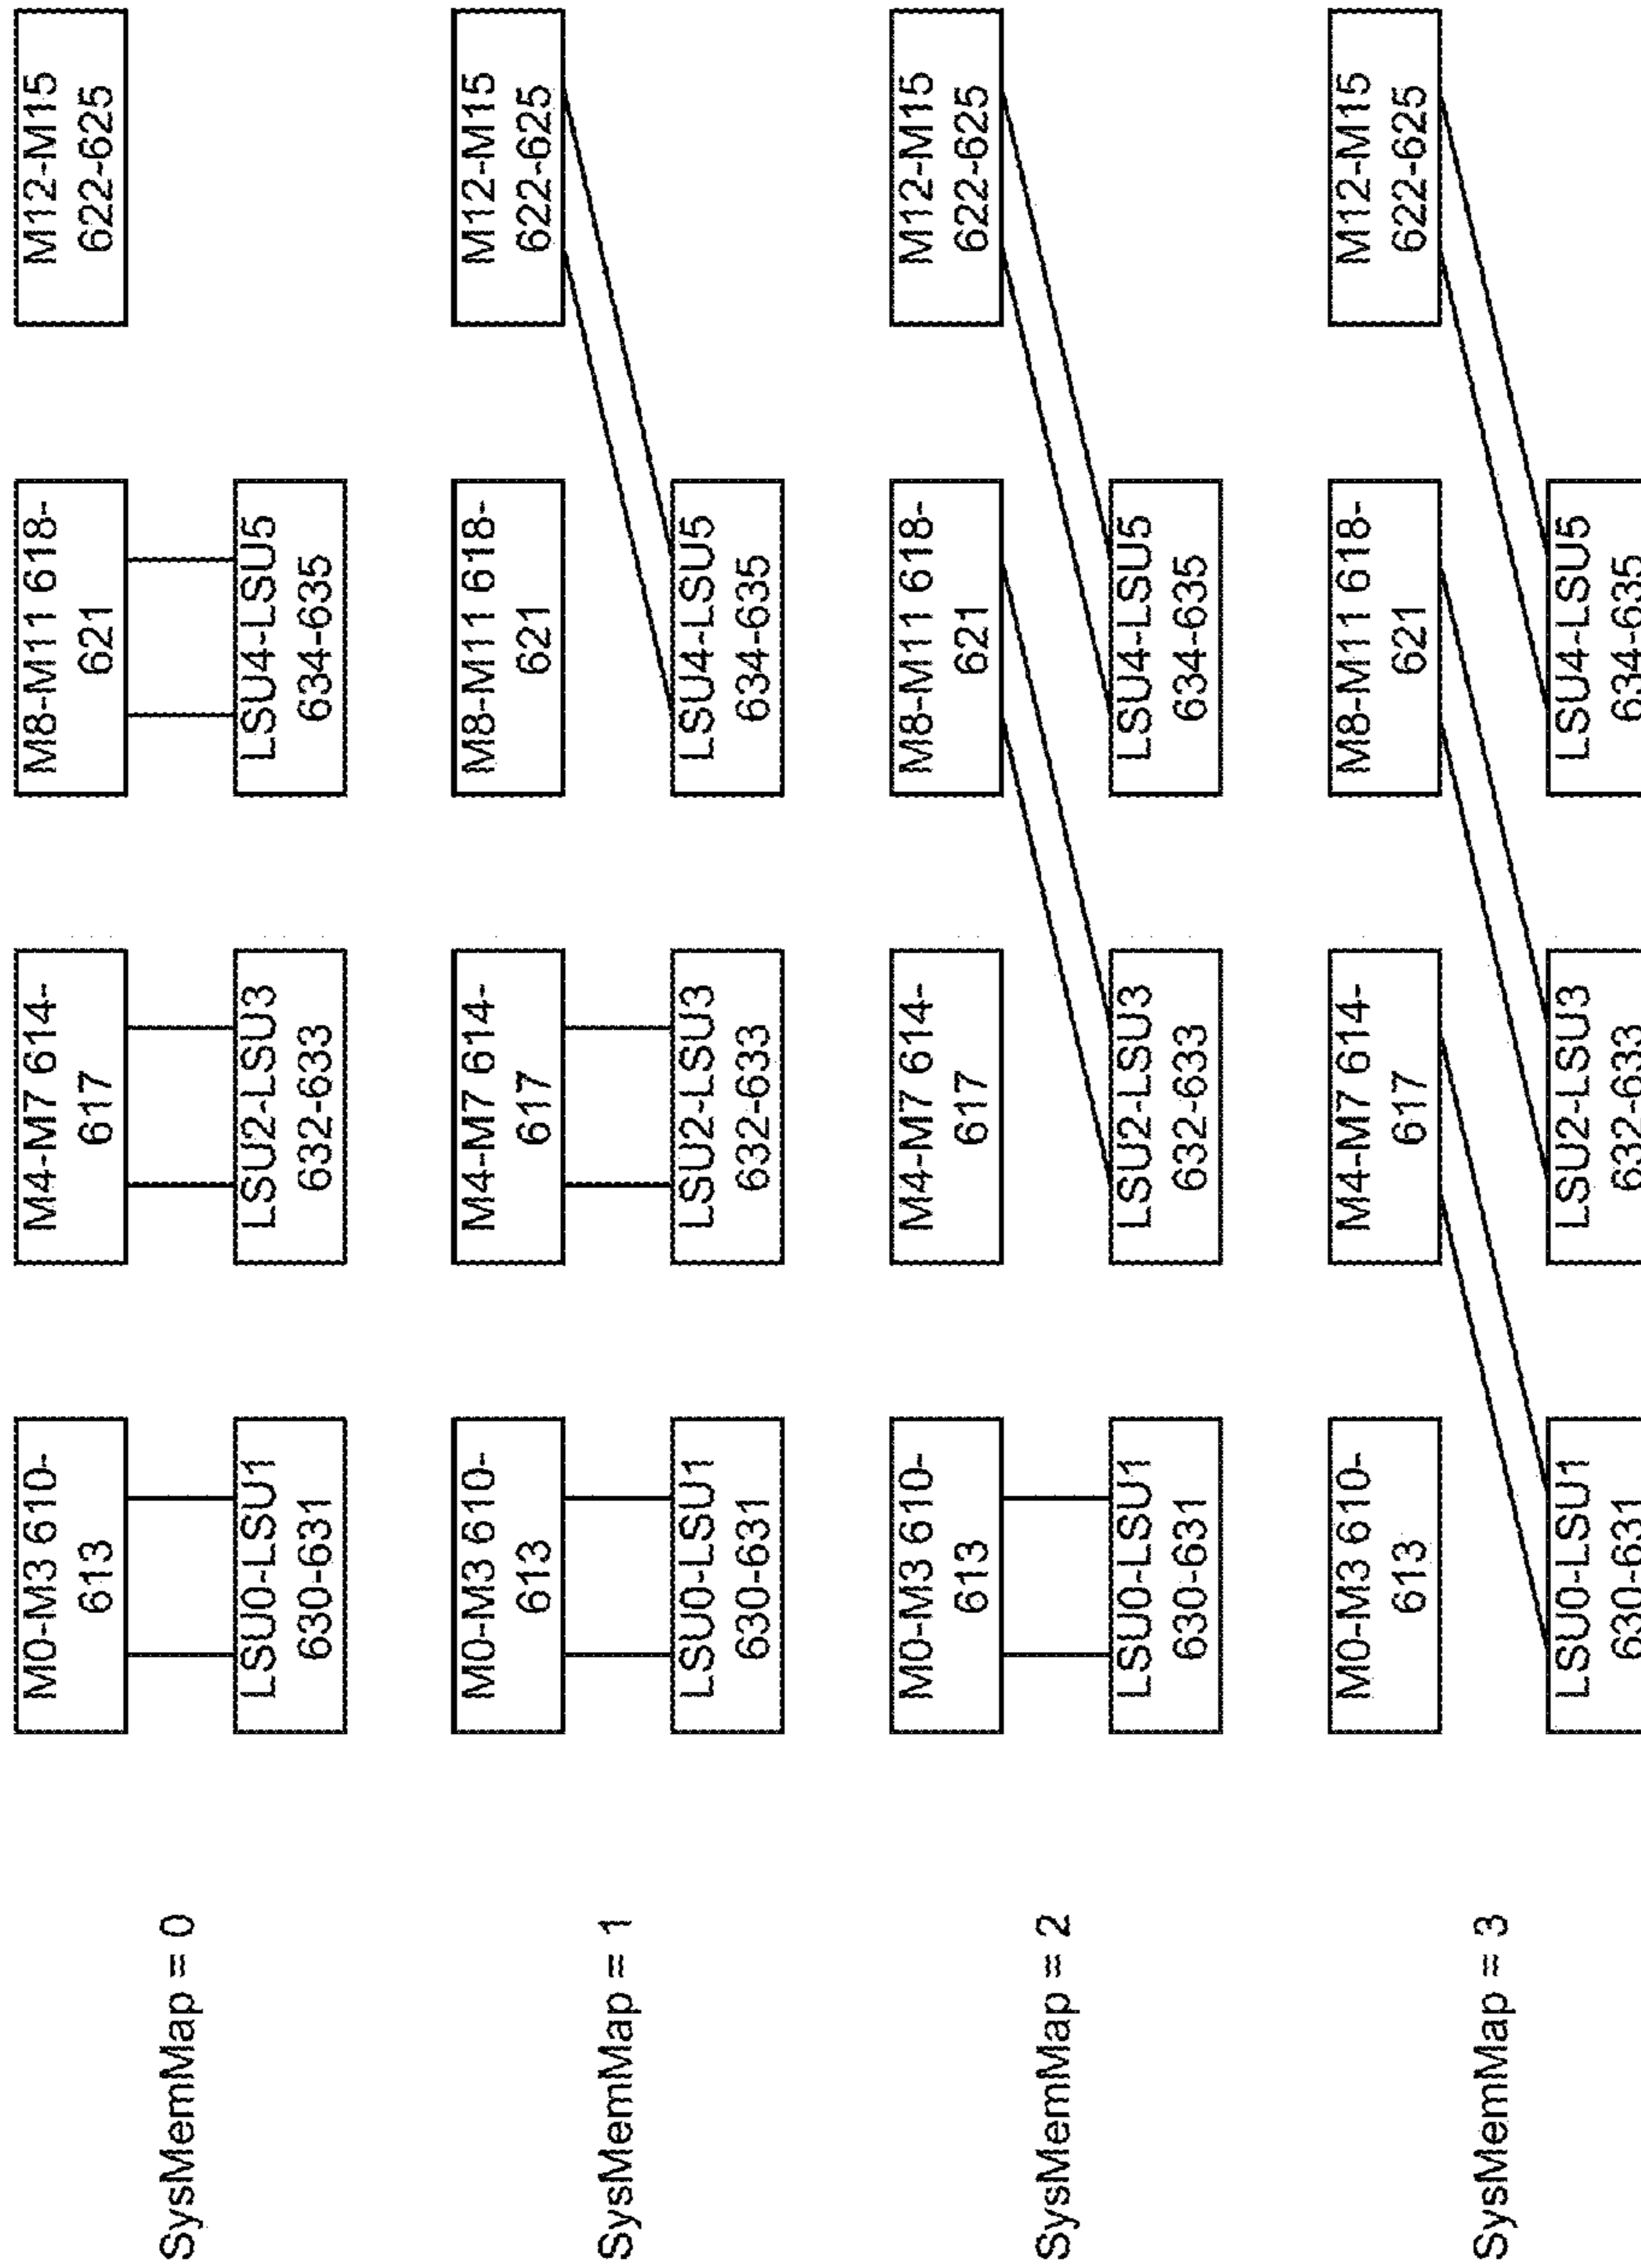 SysMemMap = 0
M0-M3 610-
613
M4-M7 614-
617
M8-M11 618-
621
M12-M15
622-625
LSU0-LSU1
630-631
LSU2-LSU3
632-633
LSU4-LSU5
634-635
SysMemMap = 1
M0-M3 610-
613
M4-M7 614-
617
M8-M11 618-
621
M12-M15
622-625
LSU0-LSU1
630-631
LSU2-LSU3
632-633
LSU4-LSU5
634-635
SysMemMap = 2
M0-M3 610-
613
M4-M7 614-
617
M8-M11 618-
621
M12-M15
622-625
LSU0-LSU1
630-631
LSU2-LSU3
632-633
LSU4-LSU5
634-635
SysMemMap = 3
M0-M3 610-
613
M4-M7 614-
617
M8-M11 618-
621
M12-M15
622-625
LSU0-LSU1
630-631
LSU2-LSU3
632-633
LSU4-LSU5
634-635